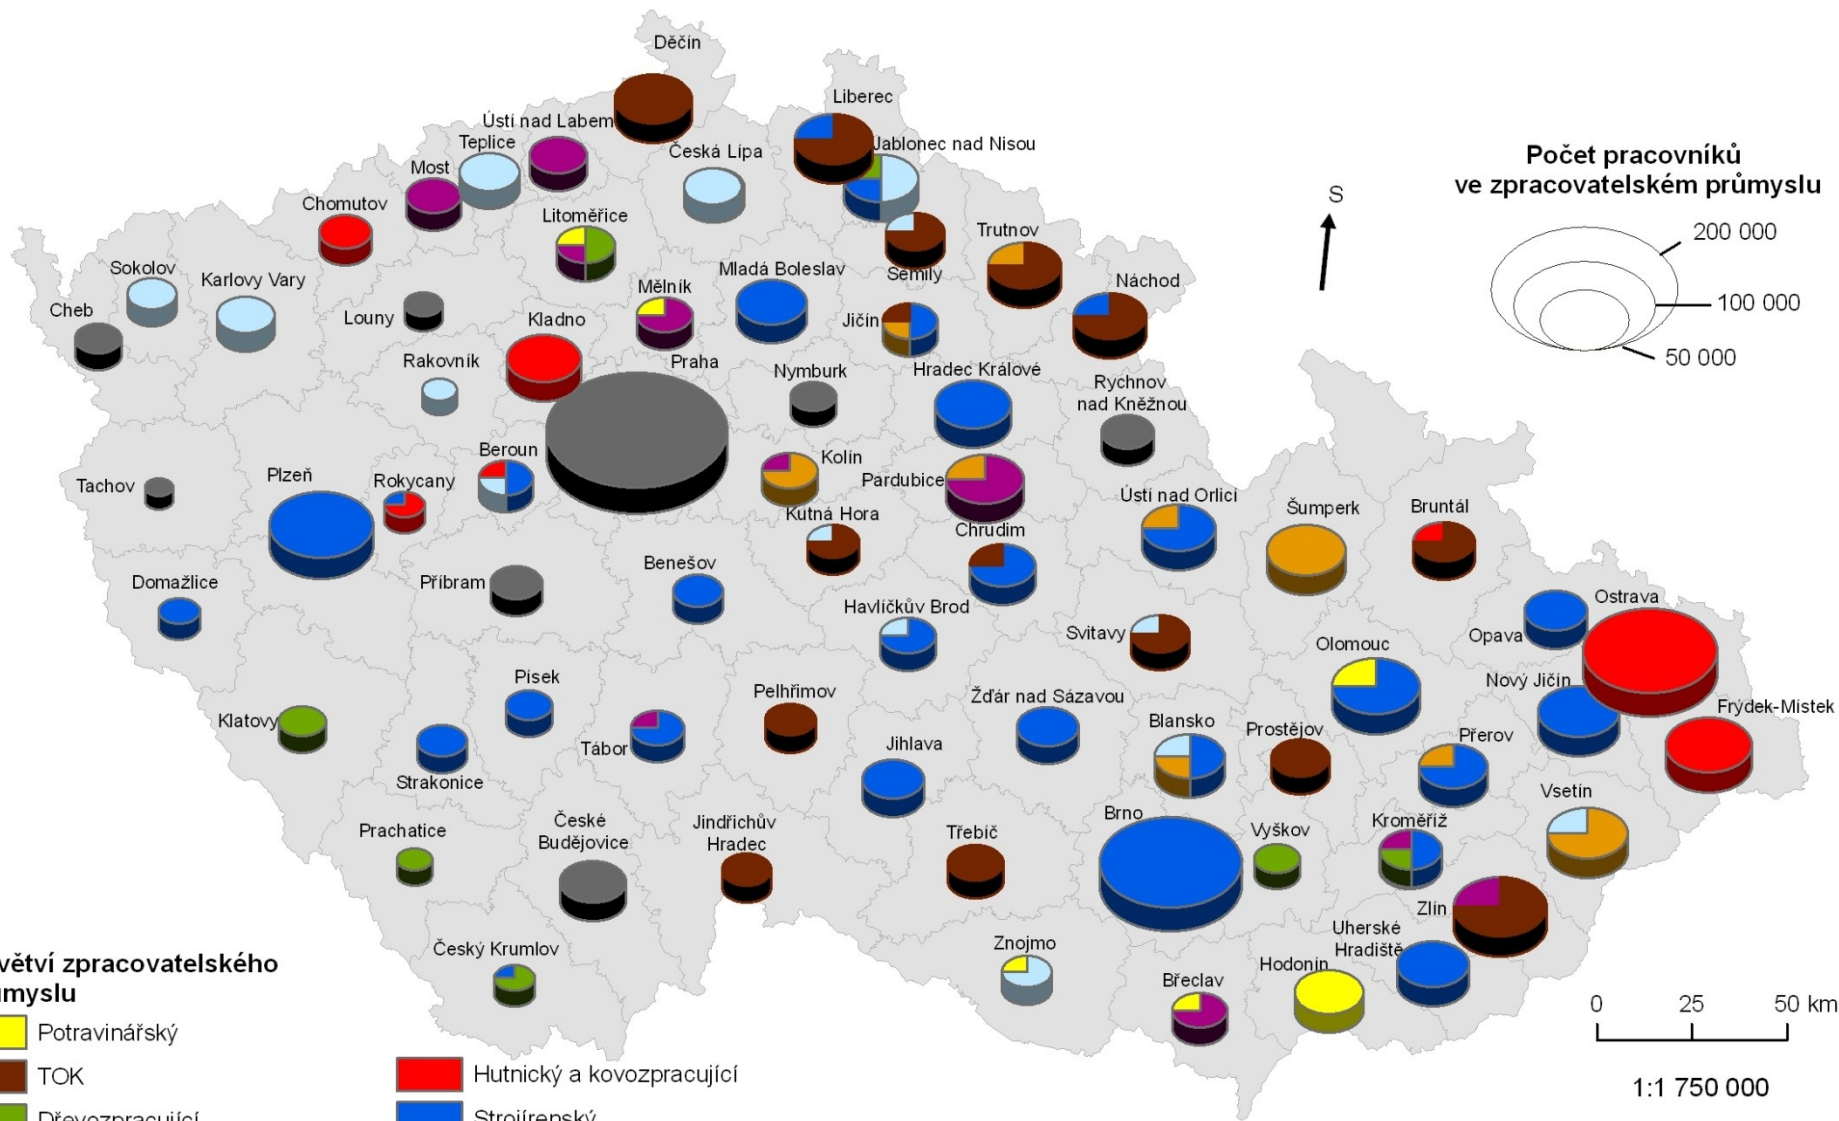 Děčín
Liberec
Ústí nad Labem
Teplice
Jablonec nad Nisou
Česká Lípa
Most
Chomutov
Litoměřice
Trutnov
Semily
Sokolov
Karlovy Vary
Mladá Boleslav
Mělník
Náchod
Cheb
Louny
Kladno
Jičín
Rakovník
Praha
Nymburk
Hradec Králové
Rychnov
nad Kněžnou
Beroun
Kolín
Plzeň
Rokycany
Tachov
Pardubice
Ústí nad Orlicí
Šumperk
Bruntál
Kutná Hora
Chrudim
Domažlice
Příbram
Benešov
Havlíčkův Brod
Svitavy
Opava
Ostrava
Olomouc
Nový Jičín
Frýdek-Místek
Písek
Pelhřimov
Žďár nad Sázavou
Klatovy
Tábor
Jihlava
Blansko
Prostějov
Přerov
Strakonice
Vsetín
Prachatice
České
Budějovice
Jindřichův
Hradec
Třebíč
Brno
Vyškov
Kroměříž
Zlín
Uherské
Hradiště
Český Krumlov
Znojmo
Břeclav
Hodonín
S
Počet pracovníků
ve zpracovatelském průmyslu
200 000
100 000
50 000
větví zpracovatelského
ůmyslu
Potravinářský
TOK
Dřevozpracující
Hutnický a kovozpracující
Strojírenský
0 25 50 km
1:1 750 000